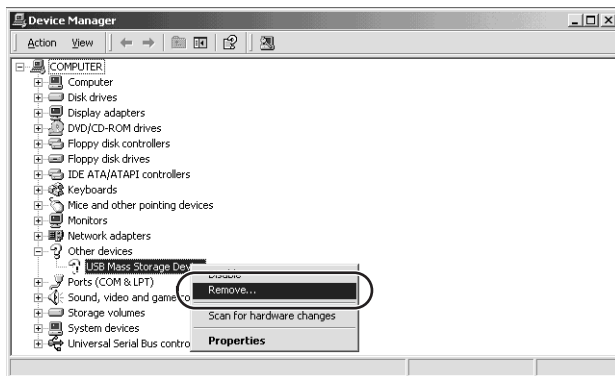 Device Manager
Action View
COMPUTER
Computer
Disk drives
Display adapters
DVD/CD-ROM drives
Floppy disk controllers
Floppy disk drives
IDE ATA/ATAPI controllers
Keyboards
Mice and other pointing devices
Monitors
Network adapters
Other devices
USB Mass Storage Dev
Disable
Ports (COM & LPT)
Remove...
Sound, video and game co
Storage volumes
Scan for hardware changes
System devices
Universal Serial Bus contro
Properties